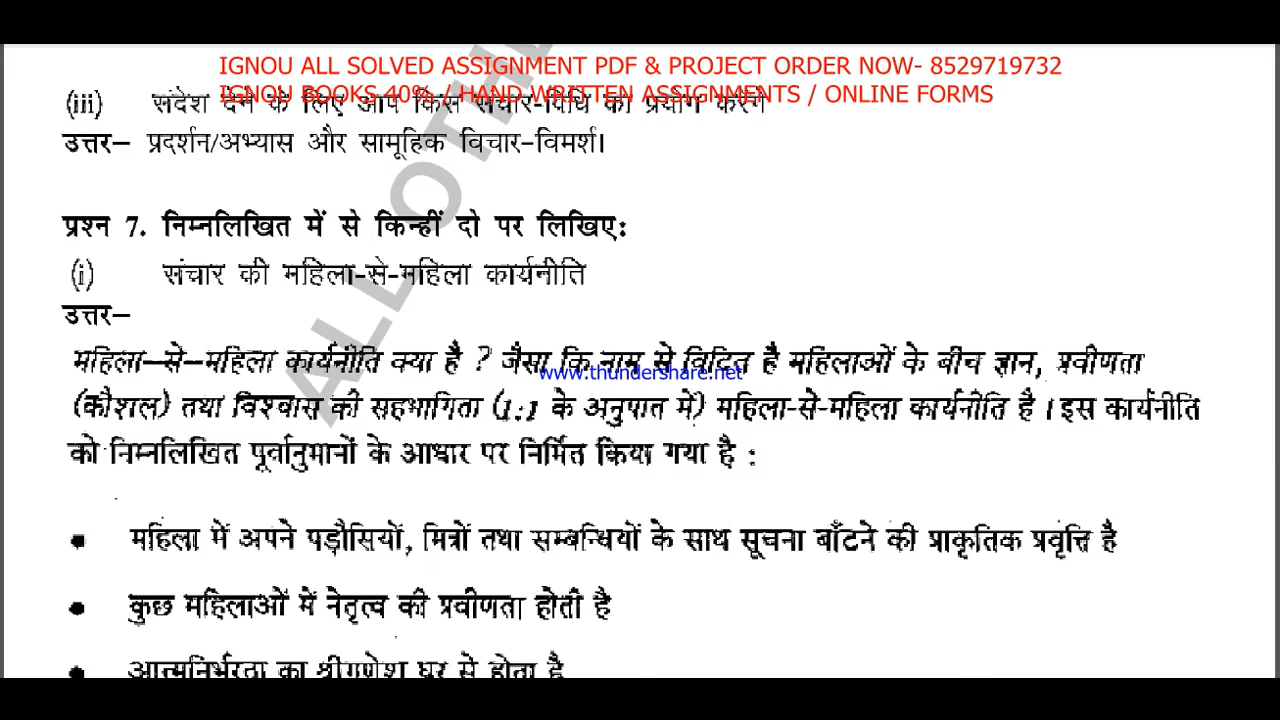 IGNOU ALL SOLVED ASSIGNMENT PDF & PROJECT ORDER NOW- 8529719732
IGNOU BOOKS 40% / HAND WRITTEN ASSIGNMENTS / ONLINE FORMS
(iii) संदेश देने के लिए आप किस संचार-विधि का प्रयोग करेंगे
उत्तर– प्रदर्शन/अभ्यास और सामूहिक विचार–विमर्श।
प्रश्न 7. निम्नलिखित में से किन्हीं दो पर लिखिए:
(i) संचार की महिला-से-महिला कार्यनीति
उत्तर–
महिला–से–महिला कार्यनीति क्या है ? जैसा कि नाम से विदित है महिलाओं के बीच ज्ञान, प्रवीणता
www.thundershare.net
(कौशल) तथा विश्वास की सहभागिता (1:1 के अनुपात में) महिला-से-महिला कार्यनीति है । इस कार्यनीति
को निम्नलिखित पूर्वानुमानों के आधार पर निर्मित किया गया है :
• महिला में अपने पड़ौसियों, मित्रों तथा सम्बन्धियों के साथ सूचना बाँटने की प्राकृतिक प्रवृत्ति है
• कुछ महिलाओं में नेतृत्व की प्रवीणता होती है
• आत्मनिर्भरता का श्रीगणेश घर से होता है
ALL OTHE